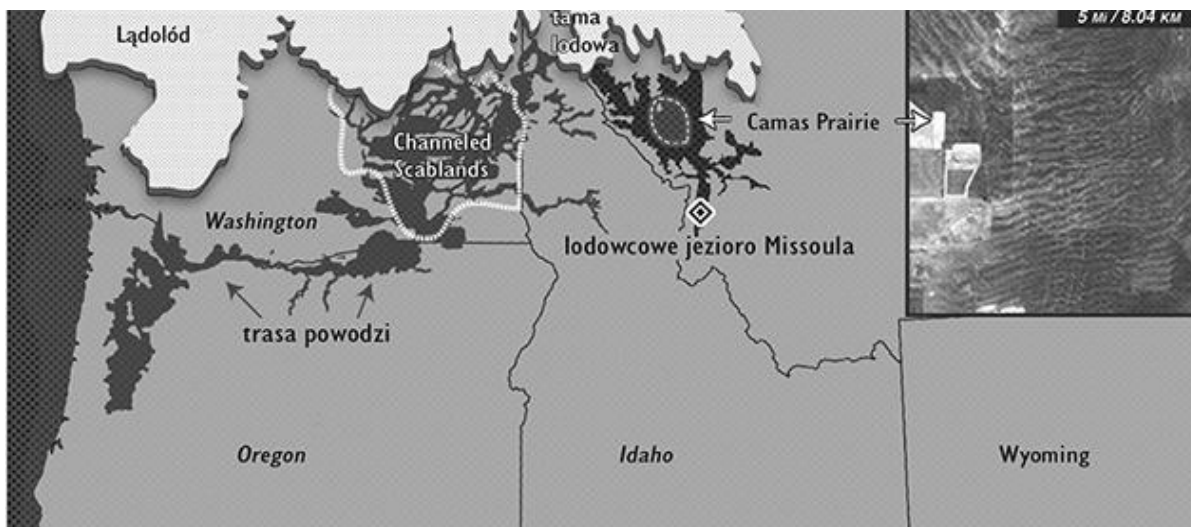 Lądolód
tama
lodowa
5 MI / 8.04 KM
Camas Prairie
Channeled
Scablands
Washington
lodowcowe jezioro Missoula
trasa powodzi
Oregon
Idaho
Wyoming